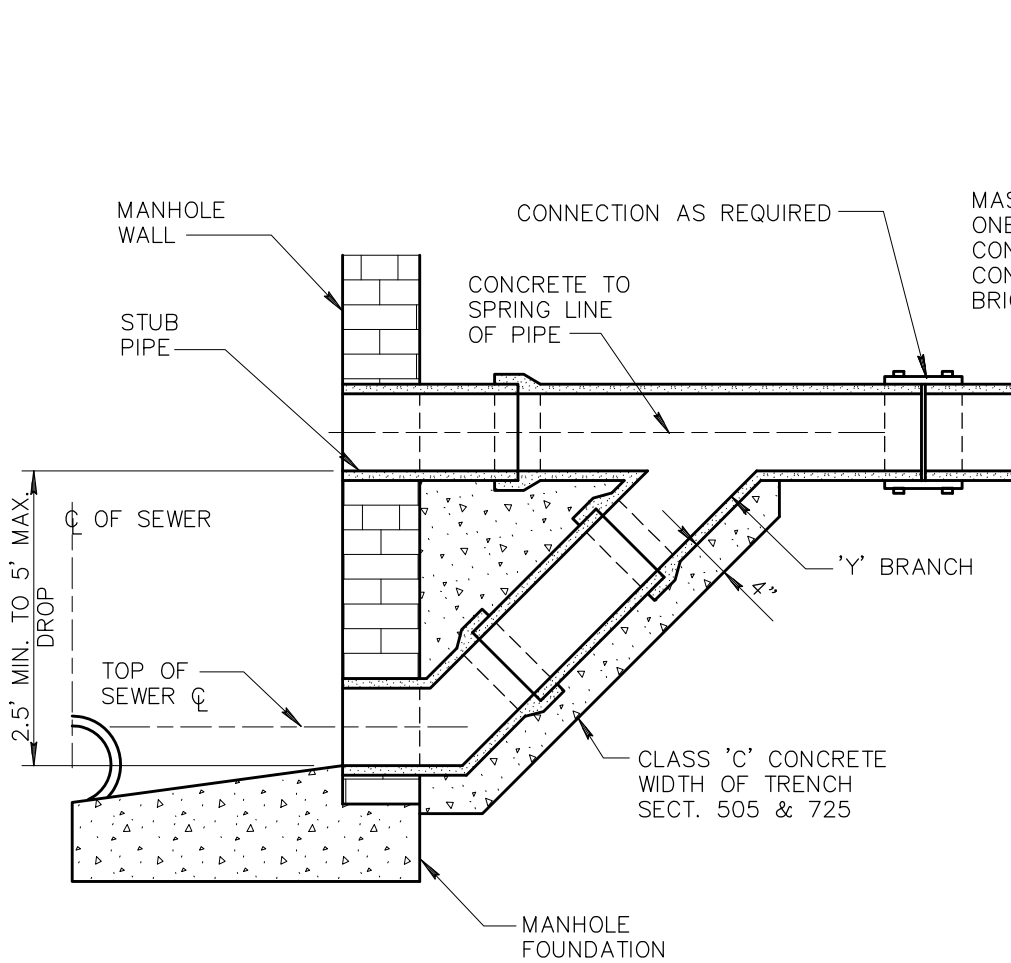 MANHOLE
WALL
CONNECTION AS REQUIRED
CONCRETE TO
SPRING LINE
OF PIPE
STUB
PIPE
℄ OF SEWER
2.5' MIN. TO 5' MAX.
DROP
'Y' BRANCH
4"
TOP OF
SEWER ℄
CLASS 'C' CONCRETE
WIDTH OF TRENCH
SECT. 505 & 725
MANHOLE
FOUNDATION